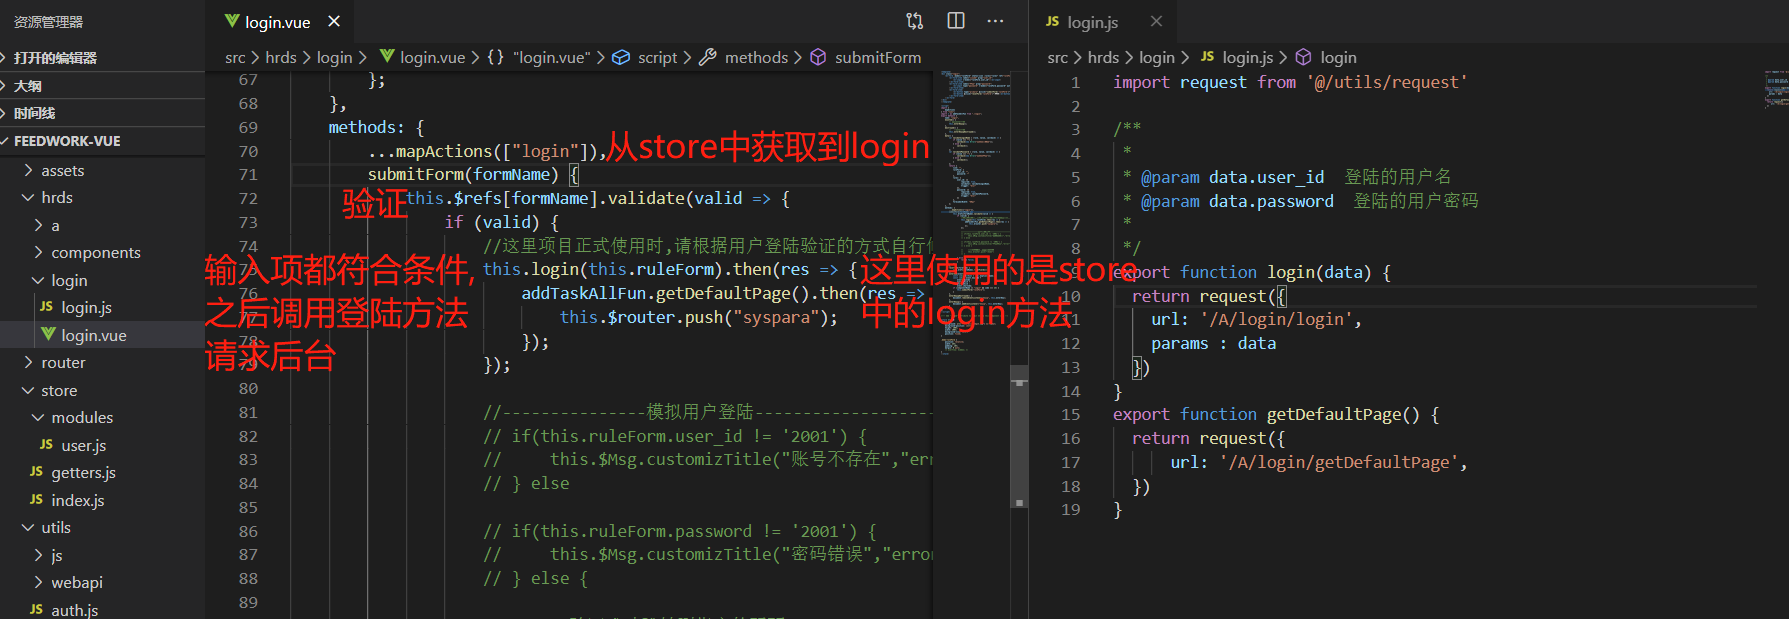 资源管理器
打开的编辑器
大纲
时间线
FEEDWORK-VUE
assets
hrds
a
components
login
JS login.js
login.vue
router
store
modules
JS user.js
JS getters.js
JS index.js
utils
js
webapi
JS auth.js
login.vue
src > hrds > login > login.vue > {} "login.vue" > script > methods > submitForm
67 };
68 },
69 methods: {
70 ...mapActions(["login"]),
从store中获取到login
71 submitForm(formName) {
72 this.$refs[formName].validate(valid => {
验证
73 if (valid) {
74 //这里项目正式使用时,请根据用户登陆验证的方式自行
this.login(this.ruleForm).then(res => {
76 addTaskAllFun.getDefaultPage().then(res =>
this.$router.push("syspara");
});
});
输入项都符合条件,
之后调用登陆方法
请求后台
这里使用的是store
中的login方法
80
81 //---------------模拟用户登陆-------------------
82 // if(this.ruleForm.user_id != '2001') {
83 // this.$Msg.customizTitle("账号不存在","er
84 // } else
85
86 // if(this.ruleForm.password != '2001') {
87 // this.$Msg.customizTitle("密码错误","error
88 // } else {
89
JS login.js
src > hrds > login > JS login.js > login
1 import request from '@/utils/request'
2
3 /**
4 *
5 * @param data.user_id 登陆的用户名
6 * @param data.password 登陆的用户密码
7 *
8 */
export function login(data) {
10 return request({
11 url: '/A/login/login',
12 params : data
13 })
14 }
15 export function getDefaultPage() {
16 return request({
17 url: '/A/login/getDefaultPage',
18 })
19 }